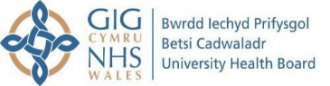 GIG
CYMRU
NHS
WALES
Bwrdd Iechyd Prifysgol
Betsi Cadwaladr
University Health Board